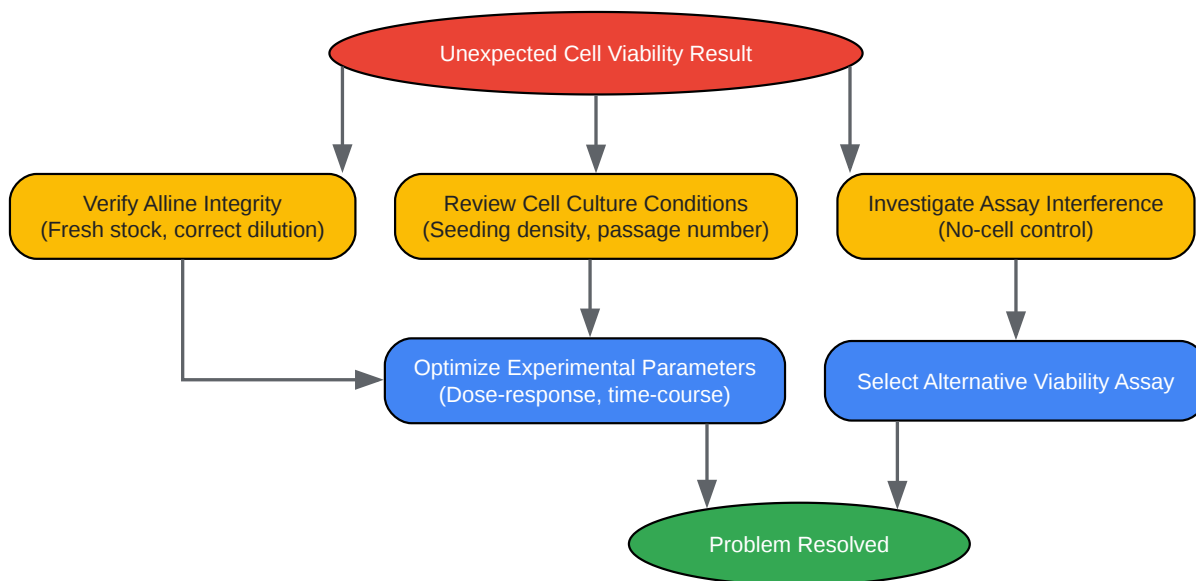 Unexpected Cell Viability Result
Verify Alline Integrity
(Fresh stock, correct dilution)
Review Cell Culture Conditions
(Seeding density, passage number)
Investigate Assay Interference
(No-cell control)
Optimize Experimental Parameters
(Dose-response, time-course)
Select Alternative Viability Assay
Problem Resolved